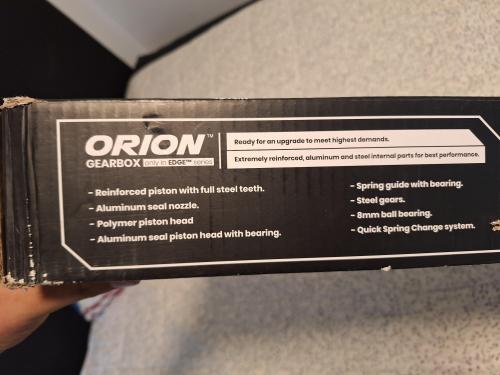 ORION™
GEARBOX only in EDGE™ series
Ready for an upgrade to meet highest demands.
Extremely reinforced, aluminum and steel internal parts for best performance.
- Reinforced piston with full steel teeth.
- Aluminum seal nozzle.
- Polymer piston head
- Aluminum seal piston head with bearing.
- Spring guide with bearing.
- Steel gears.
- 8mm ball bearing.
- Quick Spring Change system.